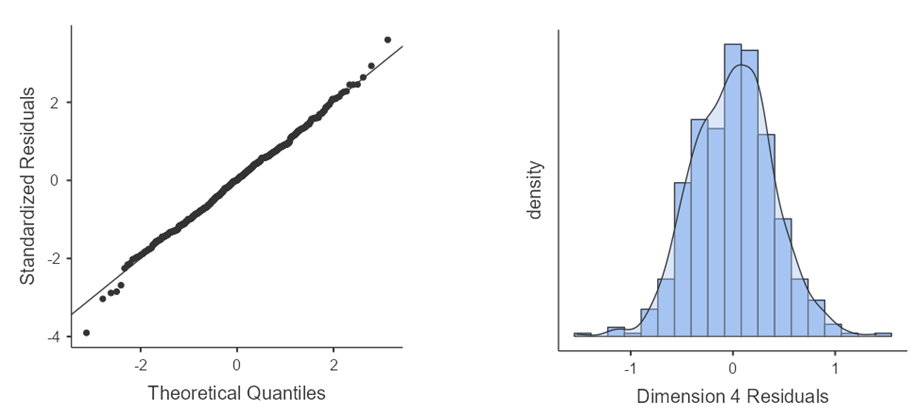 Standardized Residuals
2
0
-2
-4
-2
0
2
Theoretical Quantiles
density
-1
0
1
Dimension 4 Residuals